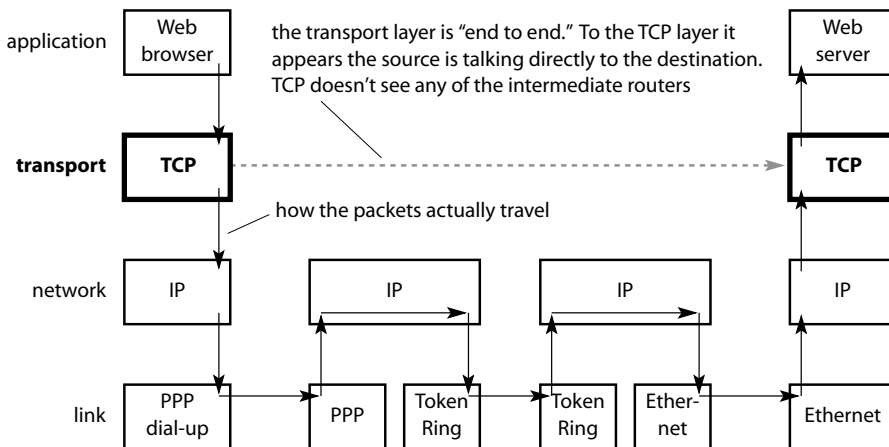 application
Web
browser
the transport layer is “end to end.” To the TCP layer it
appears the source is talking directly to the destination.
TCP doesn’t see any of the intermediate routers
Web
server
transport
TCP
TCP
how the packets actually travel
network
IP
IP
IP
IP
link
PPP
dial-up
PPP
Token
Ring
Token
Ring
Ether-
net
Ethernet